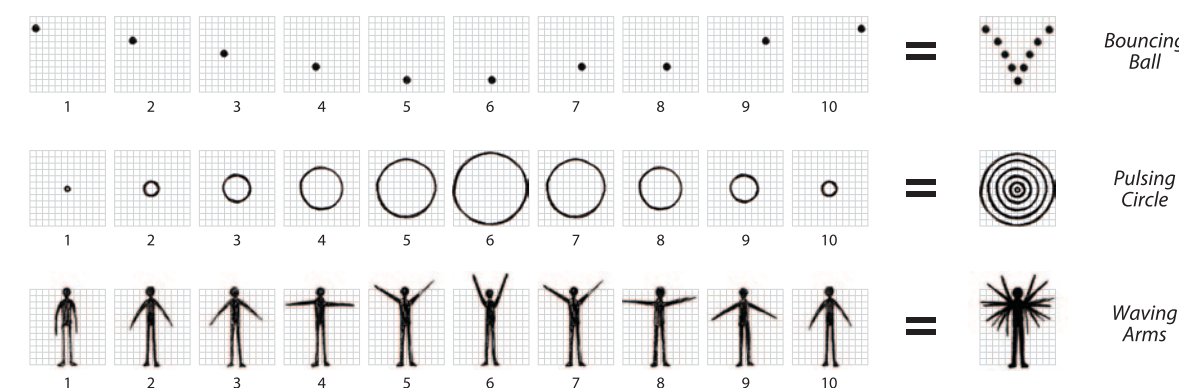 1 2 3 4 5 6 7 8 9 10
=
Bouncing
Ball
1 2 3 4 5 6 7 8 9 10
=
Pulsing
Circle
1 2 3 4 5 6 7 8 9 10
=
Waving
Arms